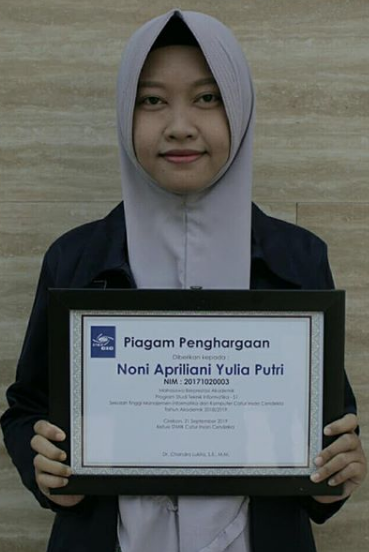 Piagam Penghargaan
Diberikan kepada :
Noni Apriliani Yulia Putri
NIM : 20171020003
Mahasiswa Berprestasi Akademik
Program Studi Teknik Informatika - S1
Sekolah Tinggi Manajemen Informatika dan Komputer Catur Insan Cendekia
Tahun Akademik 2018/2019
Cirebon, 21 September 2019
Ketua STMIK Catur Insan Cendekia
Dr. Chandra Lukita, S.E., M.M.